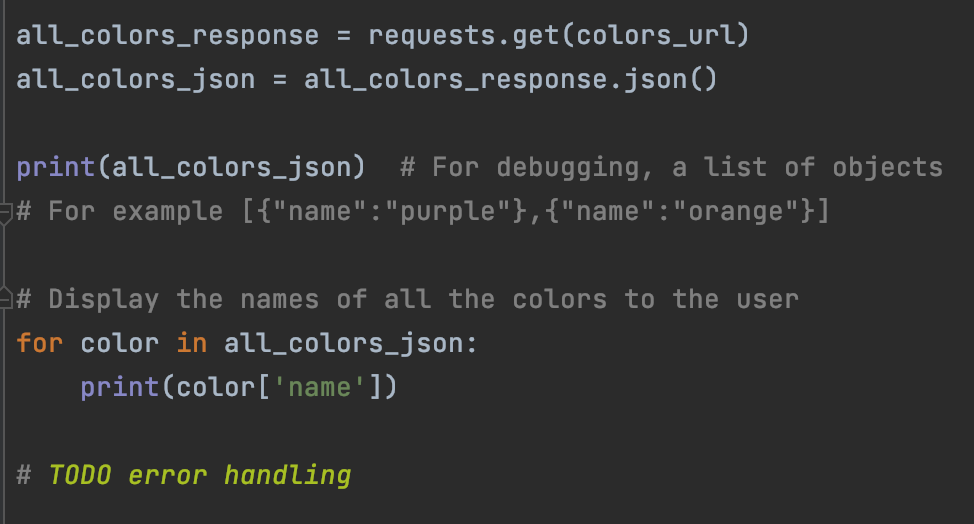 all_colors_response = requests.get(colors_url)
all_colors_json = all_colors_response.json()

print(all_colors_json)  # For debugging, a list of objects
# For example [{"name":"purple"},{"name":"orange"}]

# Display the names of all the colors to the user
for color in all_colors_json:
    print(color['name'])

# TODO error handling